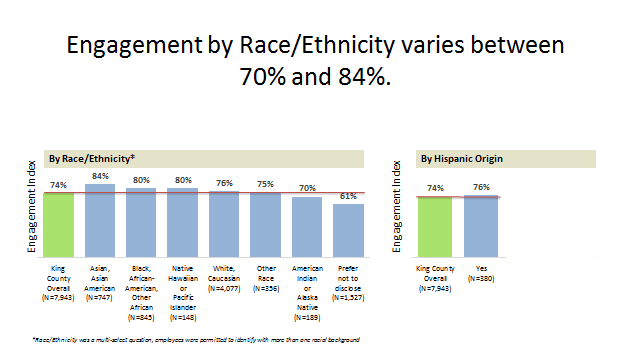 Engagement by Race/Ethnicity varies between
70% and 84%.
By Race/Ethnicity*
Engagement Index
74%
84%
80%
80%
76%
75%
70%
61%
King
County
Overall
(N=7,943)
Asian,
Asian
American
(N=747)
Black,
African-
American,
Other
African
(N=845)
Native
Hawaiian
or
Pacific
Islander
(N=148)
White,
Caucasian
(N=4,077)
Other
Race
(N=356)
American
Indian
or
Alaska
Native
(N=189)
Prefer
not to
disclose
(N=1,527)
By Hispanic Origin
Engagement Index
74%
76%
King County
Overall
(N=7,943)
Yes
(N=380)
*Race/Ethnicity was a multi-select question, employees were permitted to identify with more than one racial background